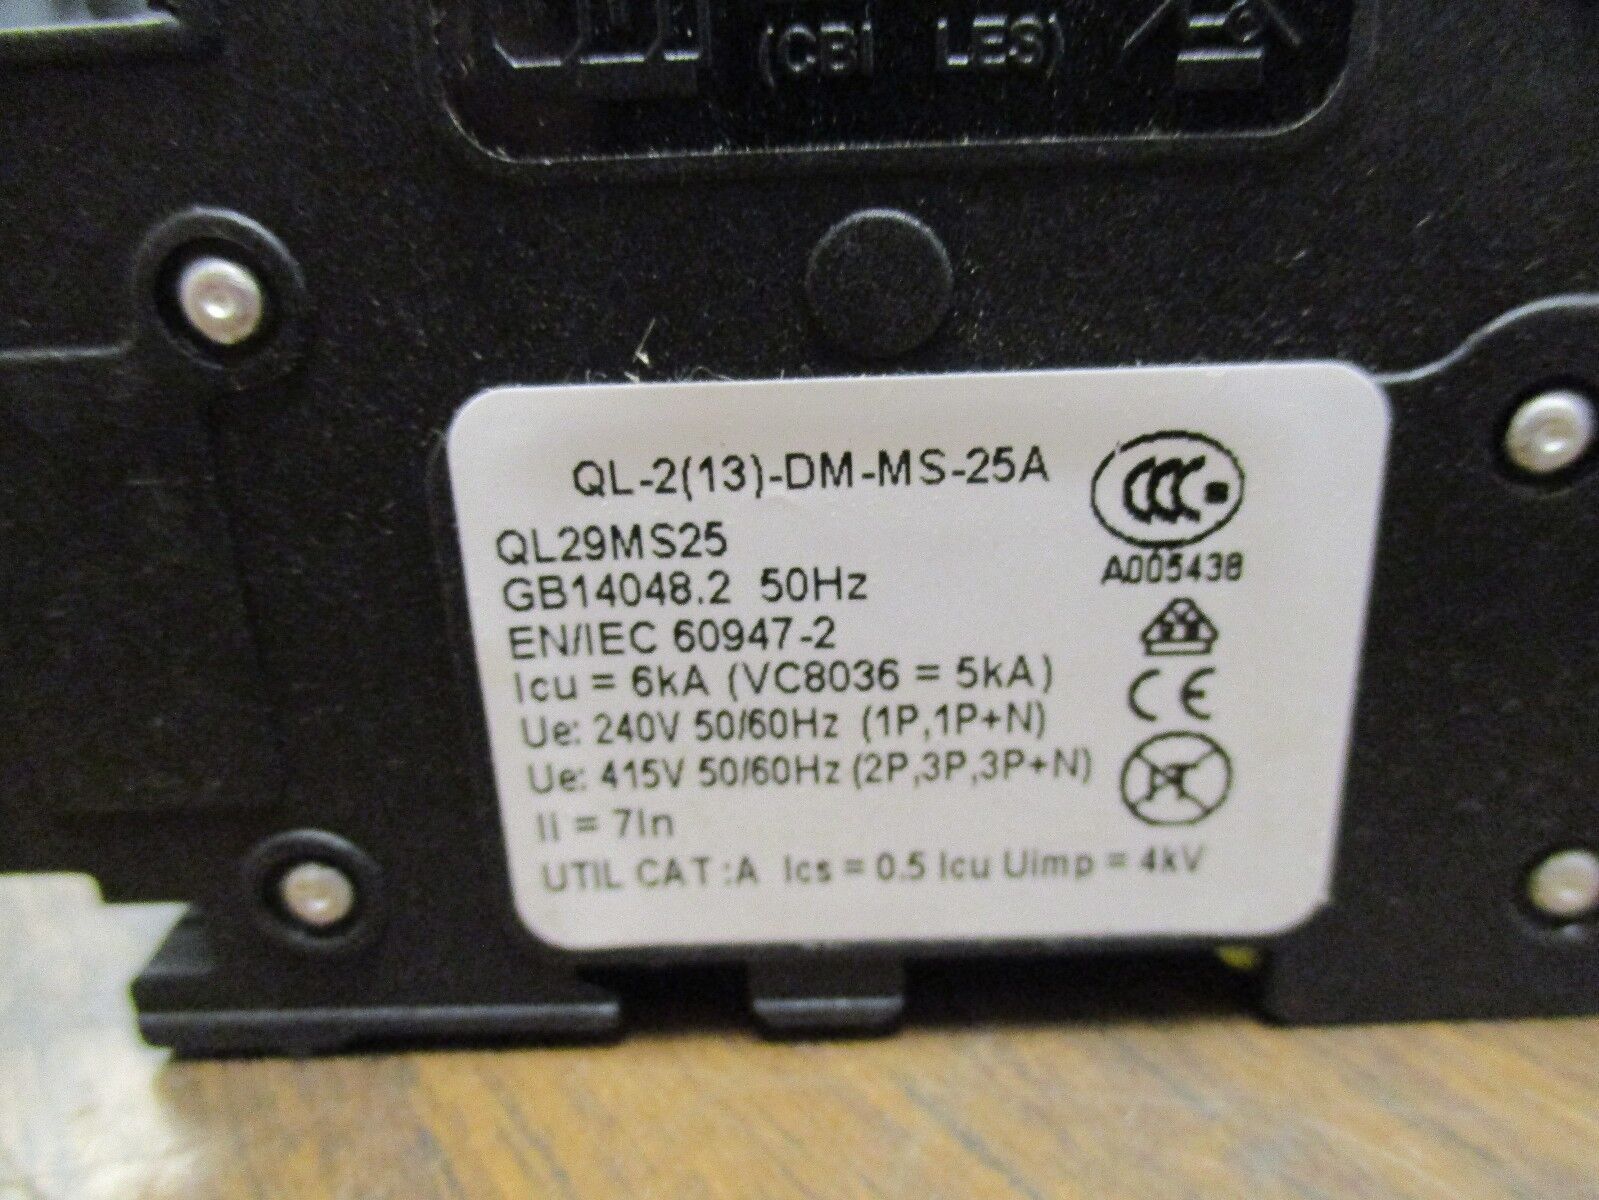 (CBI LES)
QL-2(13)-DM-MS-25A
CCC
A005438
QL29MS25
GB14048.2 50Hz
EN/IEC 60947-2
Icu = 6kA (VC8036 = 5kA)
Ue: 240V 50/60Hz (1P,1P+N)
CE
Ue: 415V 50/60Hz (2P,3P,3P+N)
Ii = 7In
UTIL CAT :A Ics = 0.5 Icu Uimp = 4kV